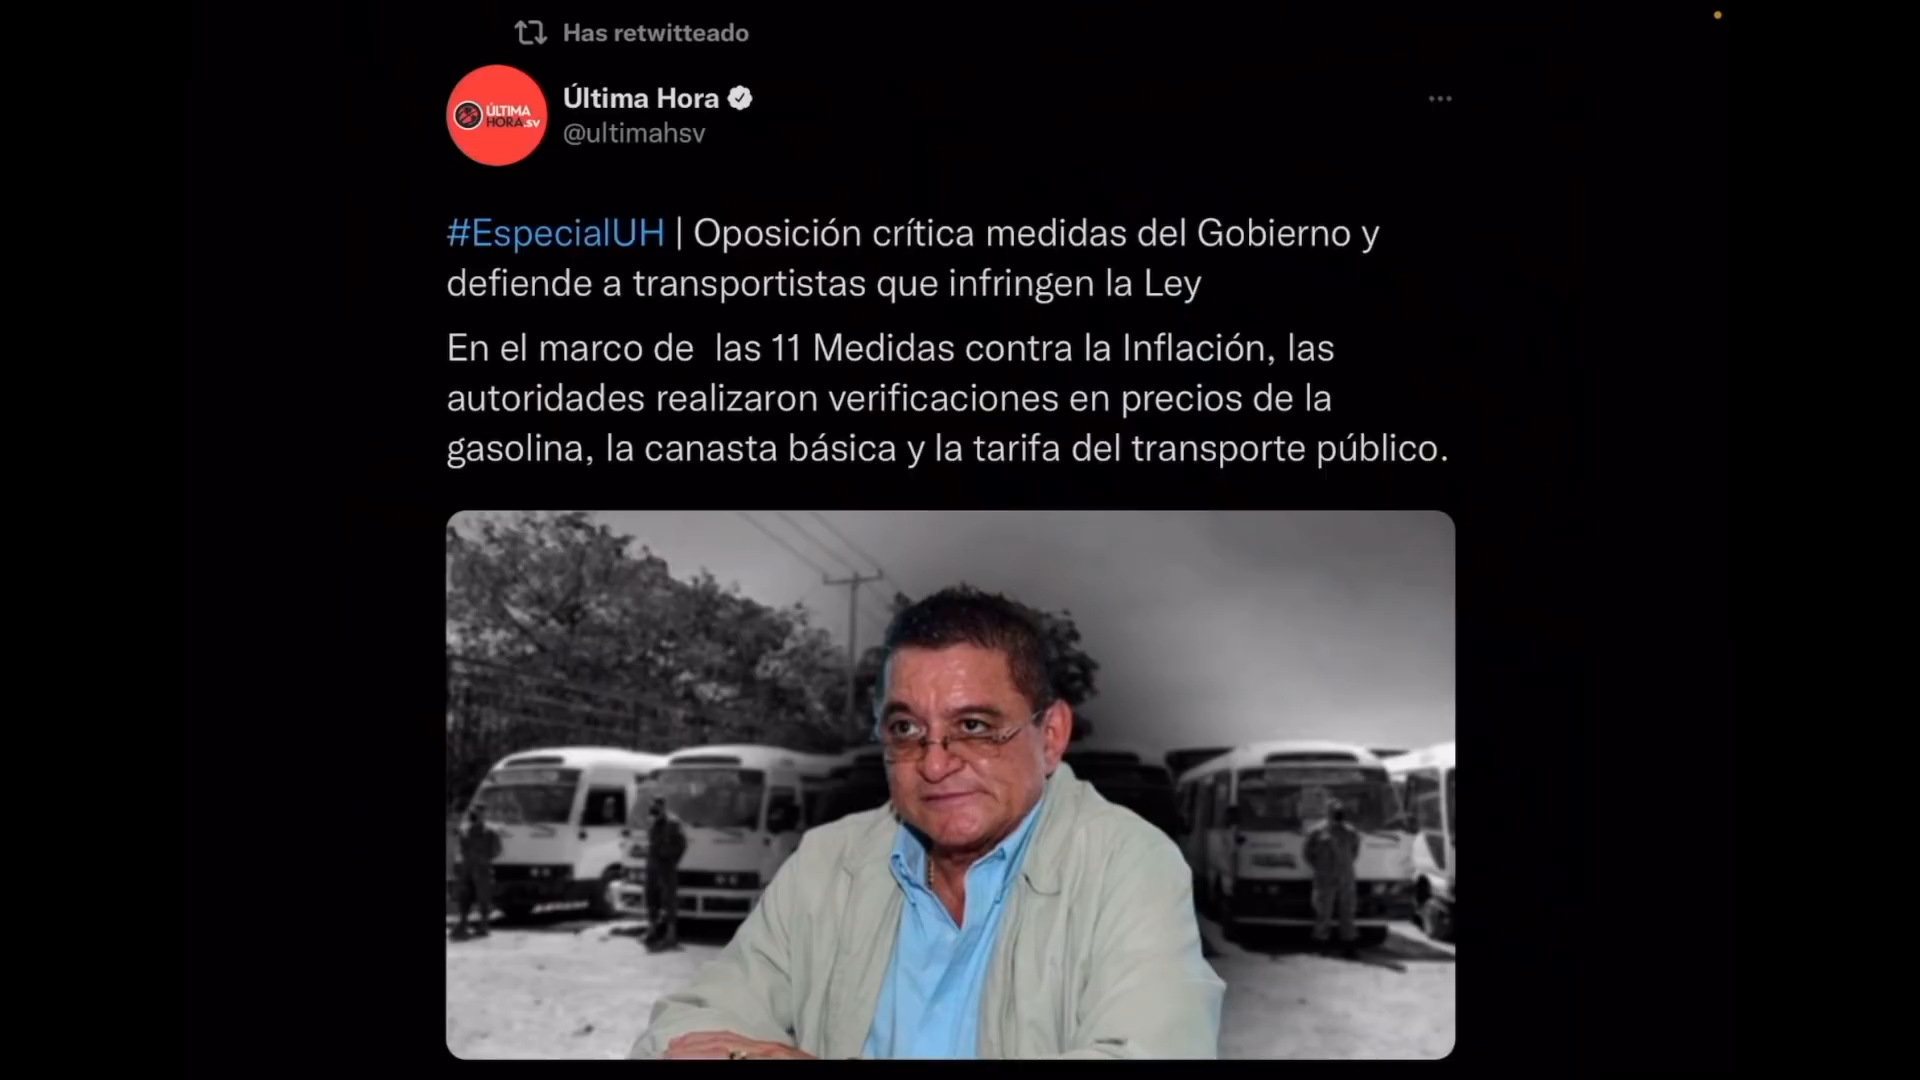 Has retwitteado
ÚLTIMA
HORA.SV
Última Hora
@ultimahsv
#EspecialUH | Oposición crítica medidas del Gobierno y
defiende a transportistas que infringen la Ley
En el marco de  las 11 Medidas contra la Inflación, las
autoridades realizaron verificaciones en precios de la
gasolina, la canasta básica y la tarifa del transporte público.